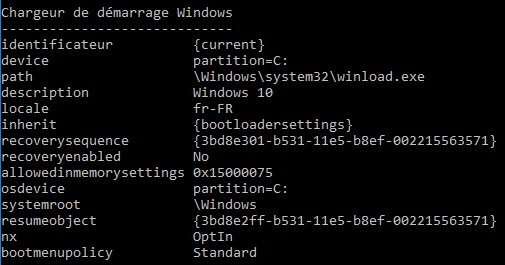 Chargeur de démarrage Windows
-----------------------------
identificateur          {current}
device                  partition=C:
path                    \Windows\system32\winload.exe
description             Windows 10
locale                  fr-FR
inherit                 {bootloadersettings}
recoverysequence        {3bd8e301-b531-11e5-b8ef-002215563571}
recoveryenabled         No
allowedinmemorysettings 0x15000075
osdevice                partition=C:
systemroot              \Windows
resumeobject            {3bd8e2ff-b531-11e5-b8ef-002215563571}
nx                      OptIn
bootmenupolicy          Standard